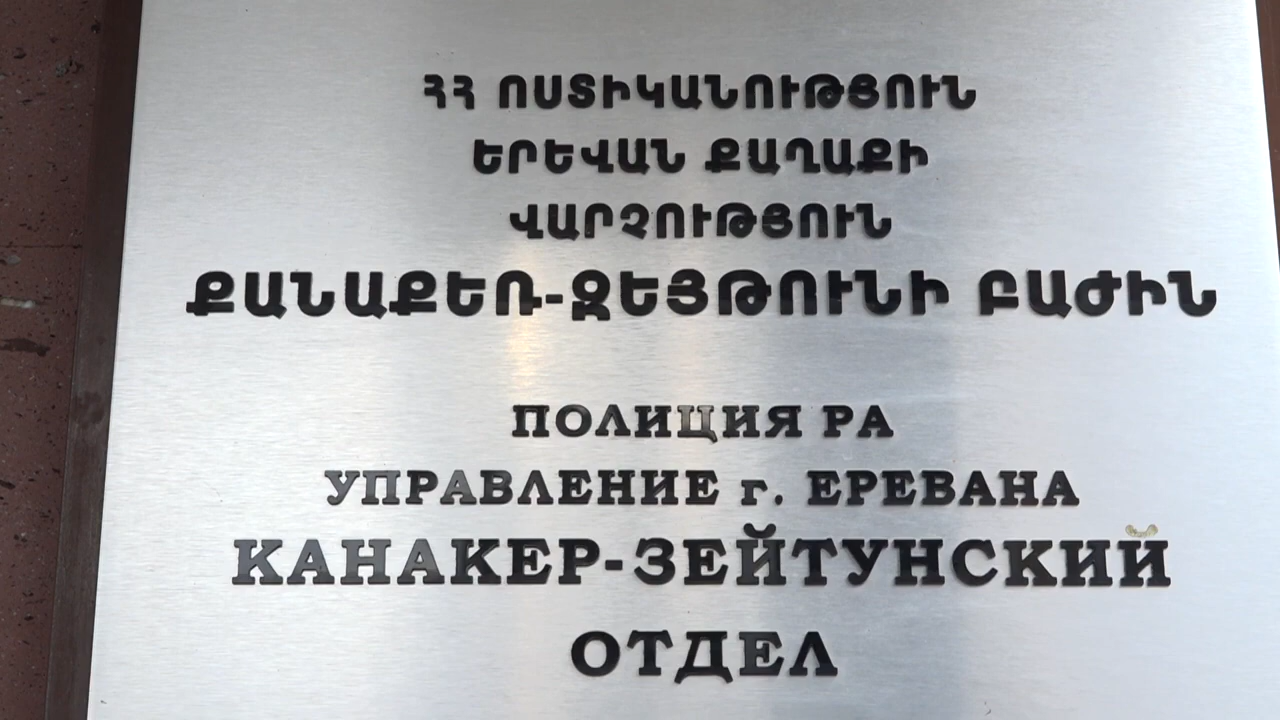 ՀՀ ՈՍՏԻԿԱՆՈՒԹՅՈՒՆ
ԵՐԵՎԱՆ ՔԱՂԱՔԻ
ՎԱՐՉՈՒԹՅՈՒՆ
ՔԱՆԱՔԵՌ-ԶԵՅԹՈՒՆԻ ԲԱԺԻՆ
ПОЛИЦИЯ РА
УПРАВЛЕНИЕ г. ЕРЕВАНА
КАНАКЕР-ЗЕЙТУНСКИЙ
ОТДЕЛ